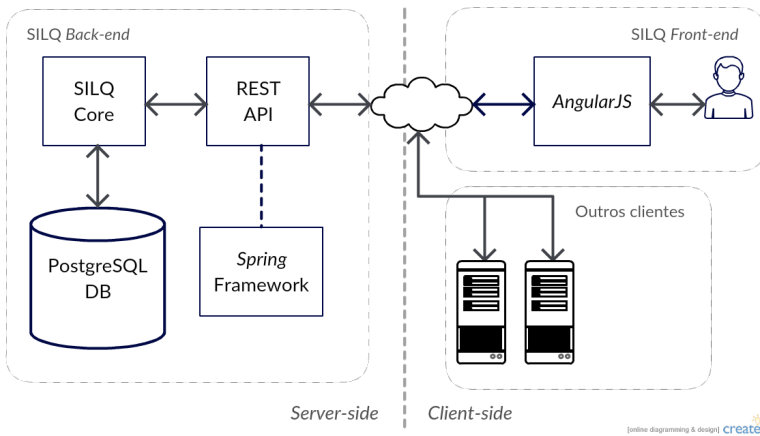 SILQ Back-end
SILQ
Core
REST
API
PostgreSQL
DB
Spring
Framework
SILQ Front-end
AngularJS
Outros clientes
Server-side
Client-side
[online diagramming & design] create